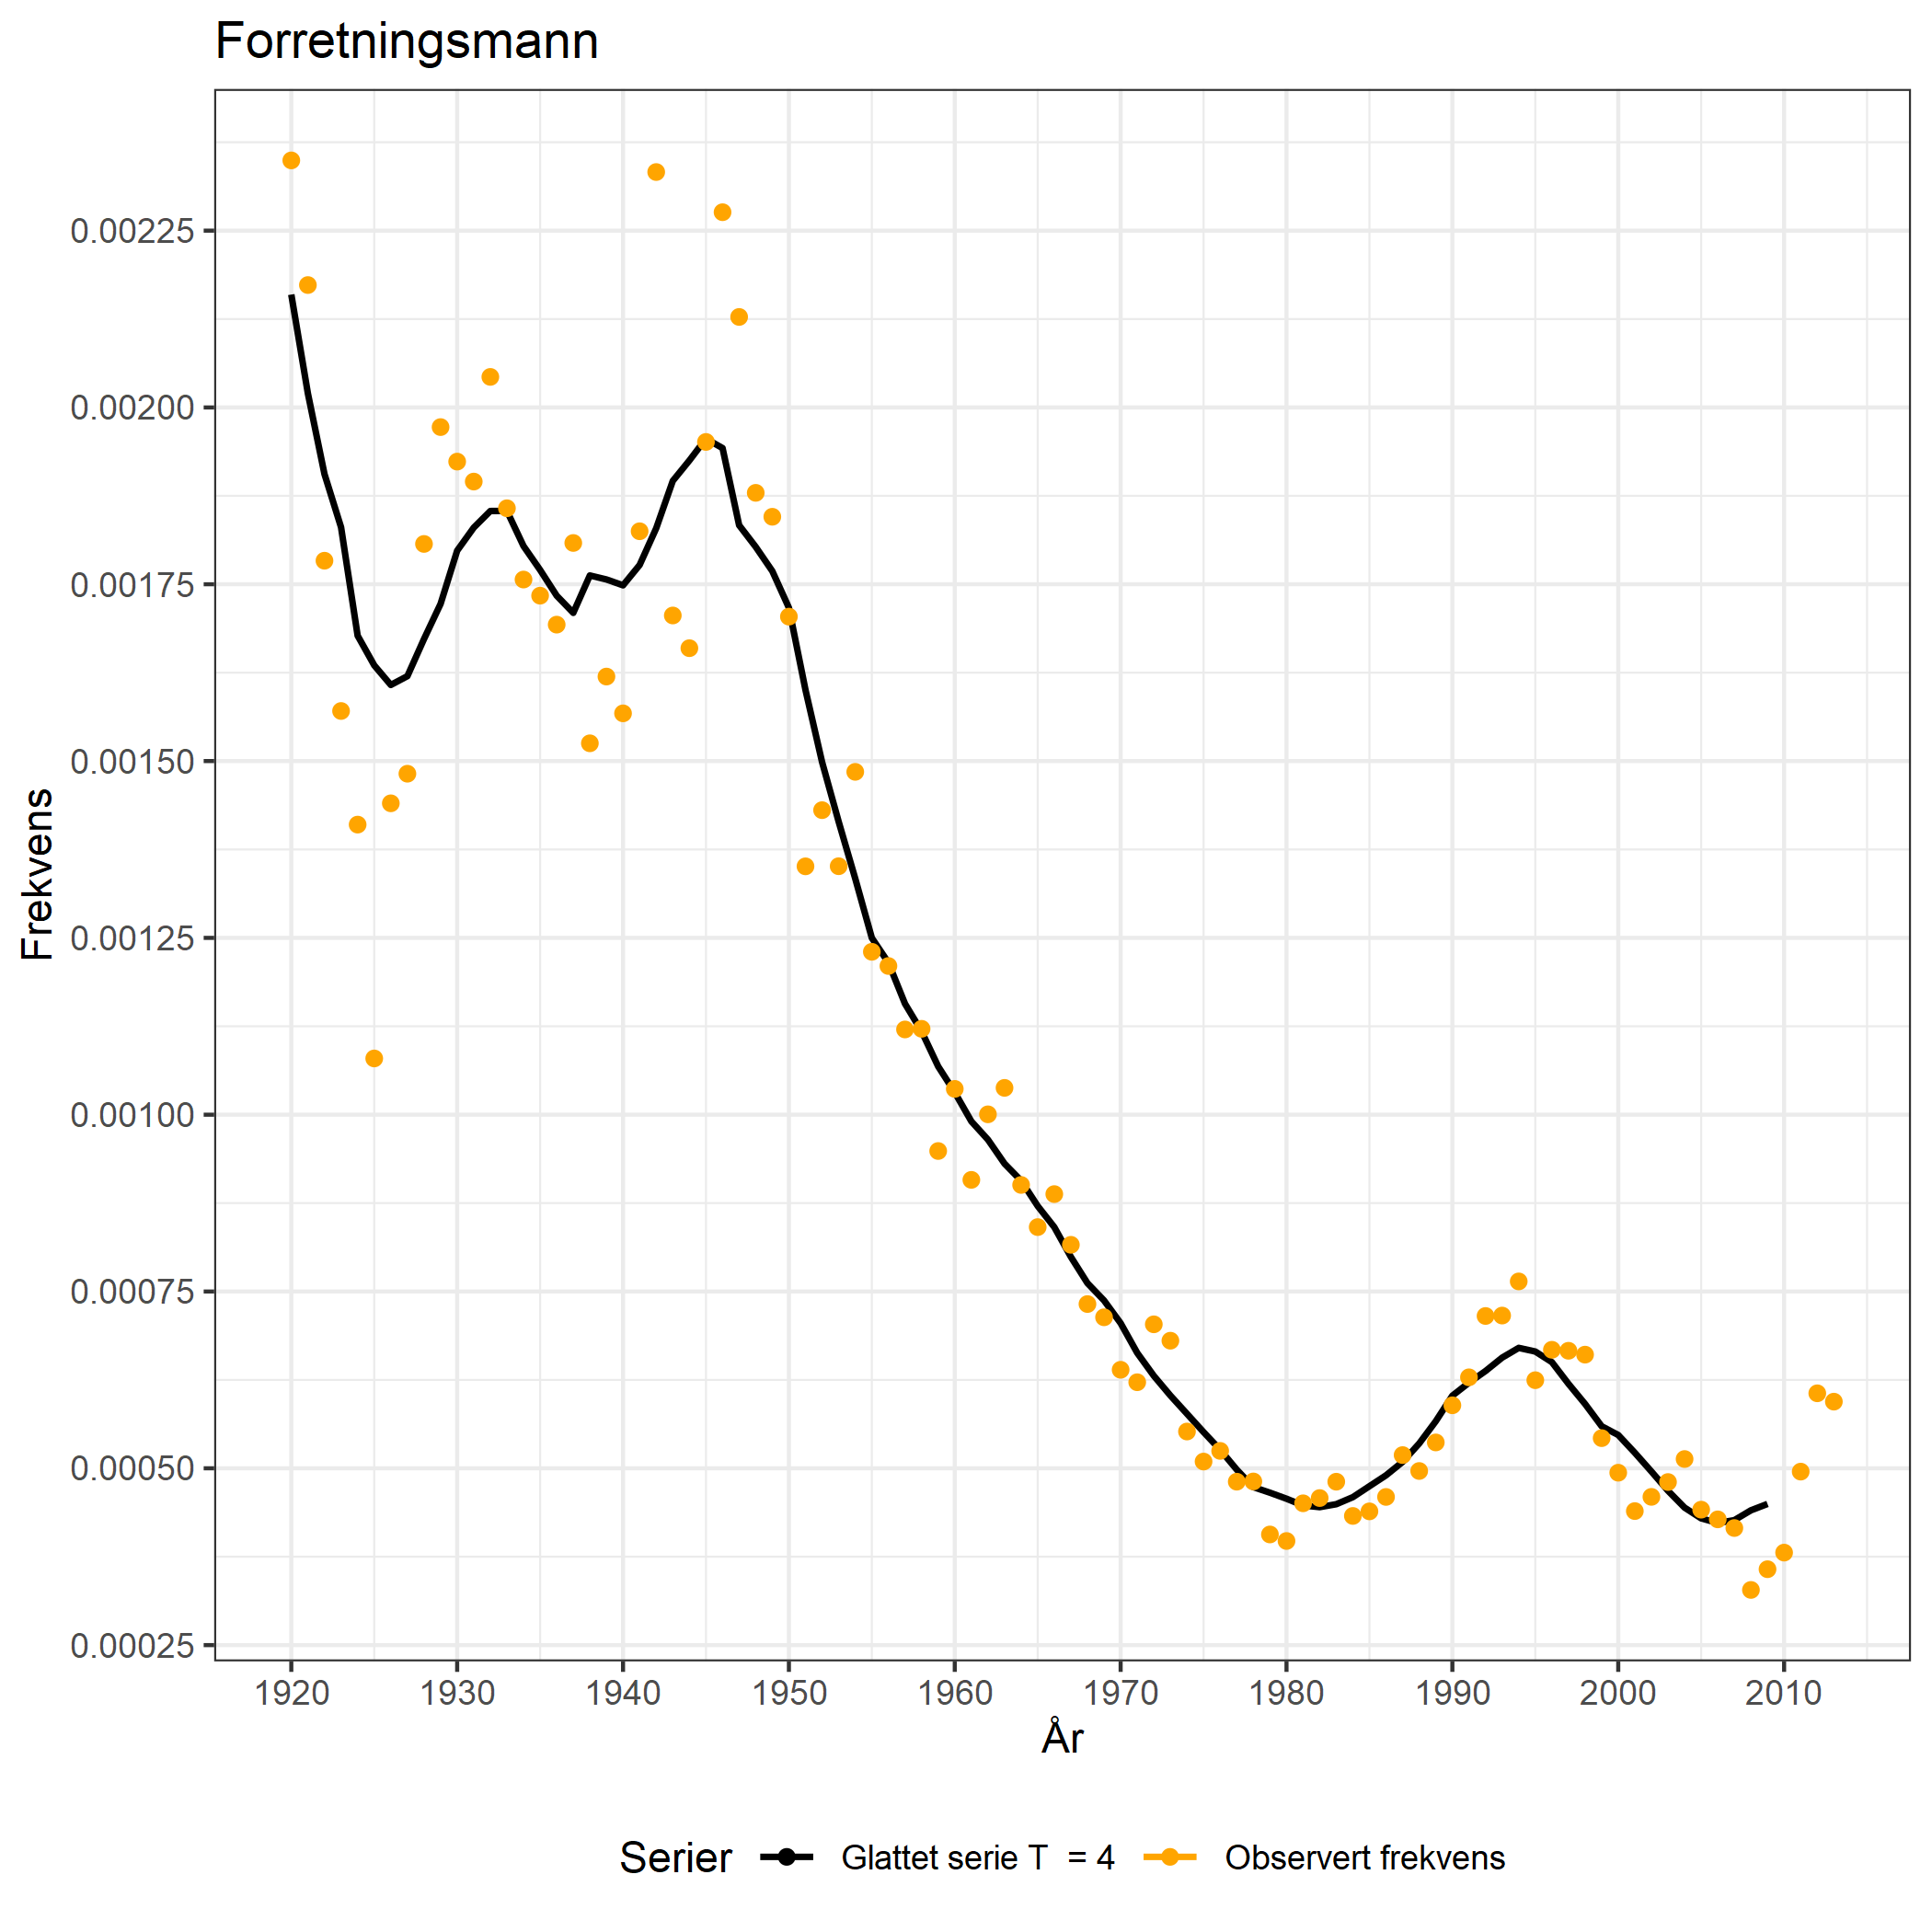 Forretningsmann
0.00225
0.00200
0.00175
0.00150
0.00125
0.00100
0.00075
0.00050
0.00025
Frekvens
1920 1930 1940 1950 1960 1970 1980 1990 2000 2010
År
Serier Glattet serie T = 4 Observert frekvens